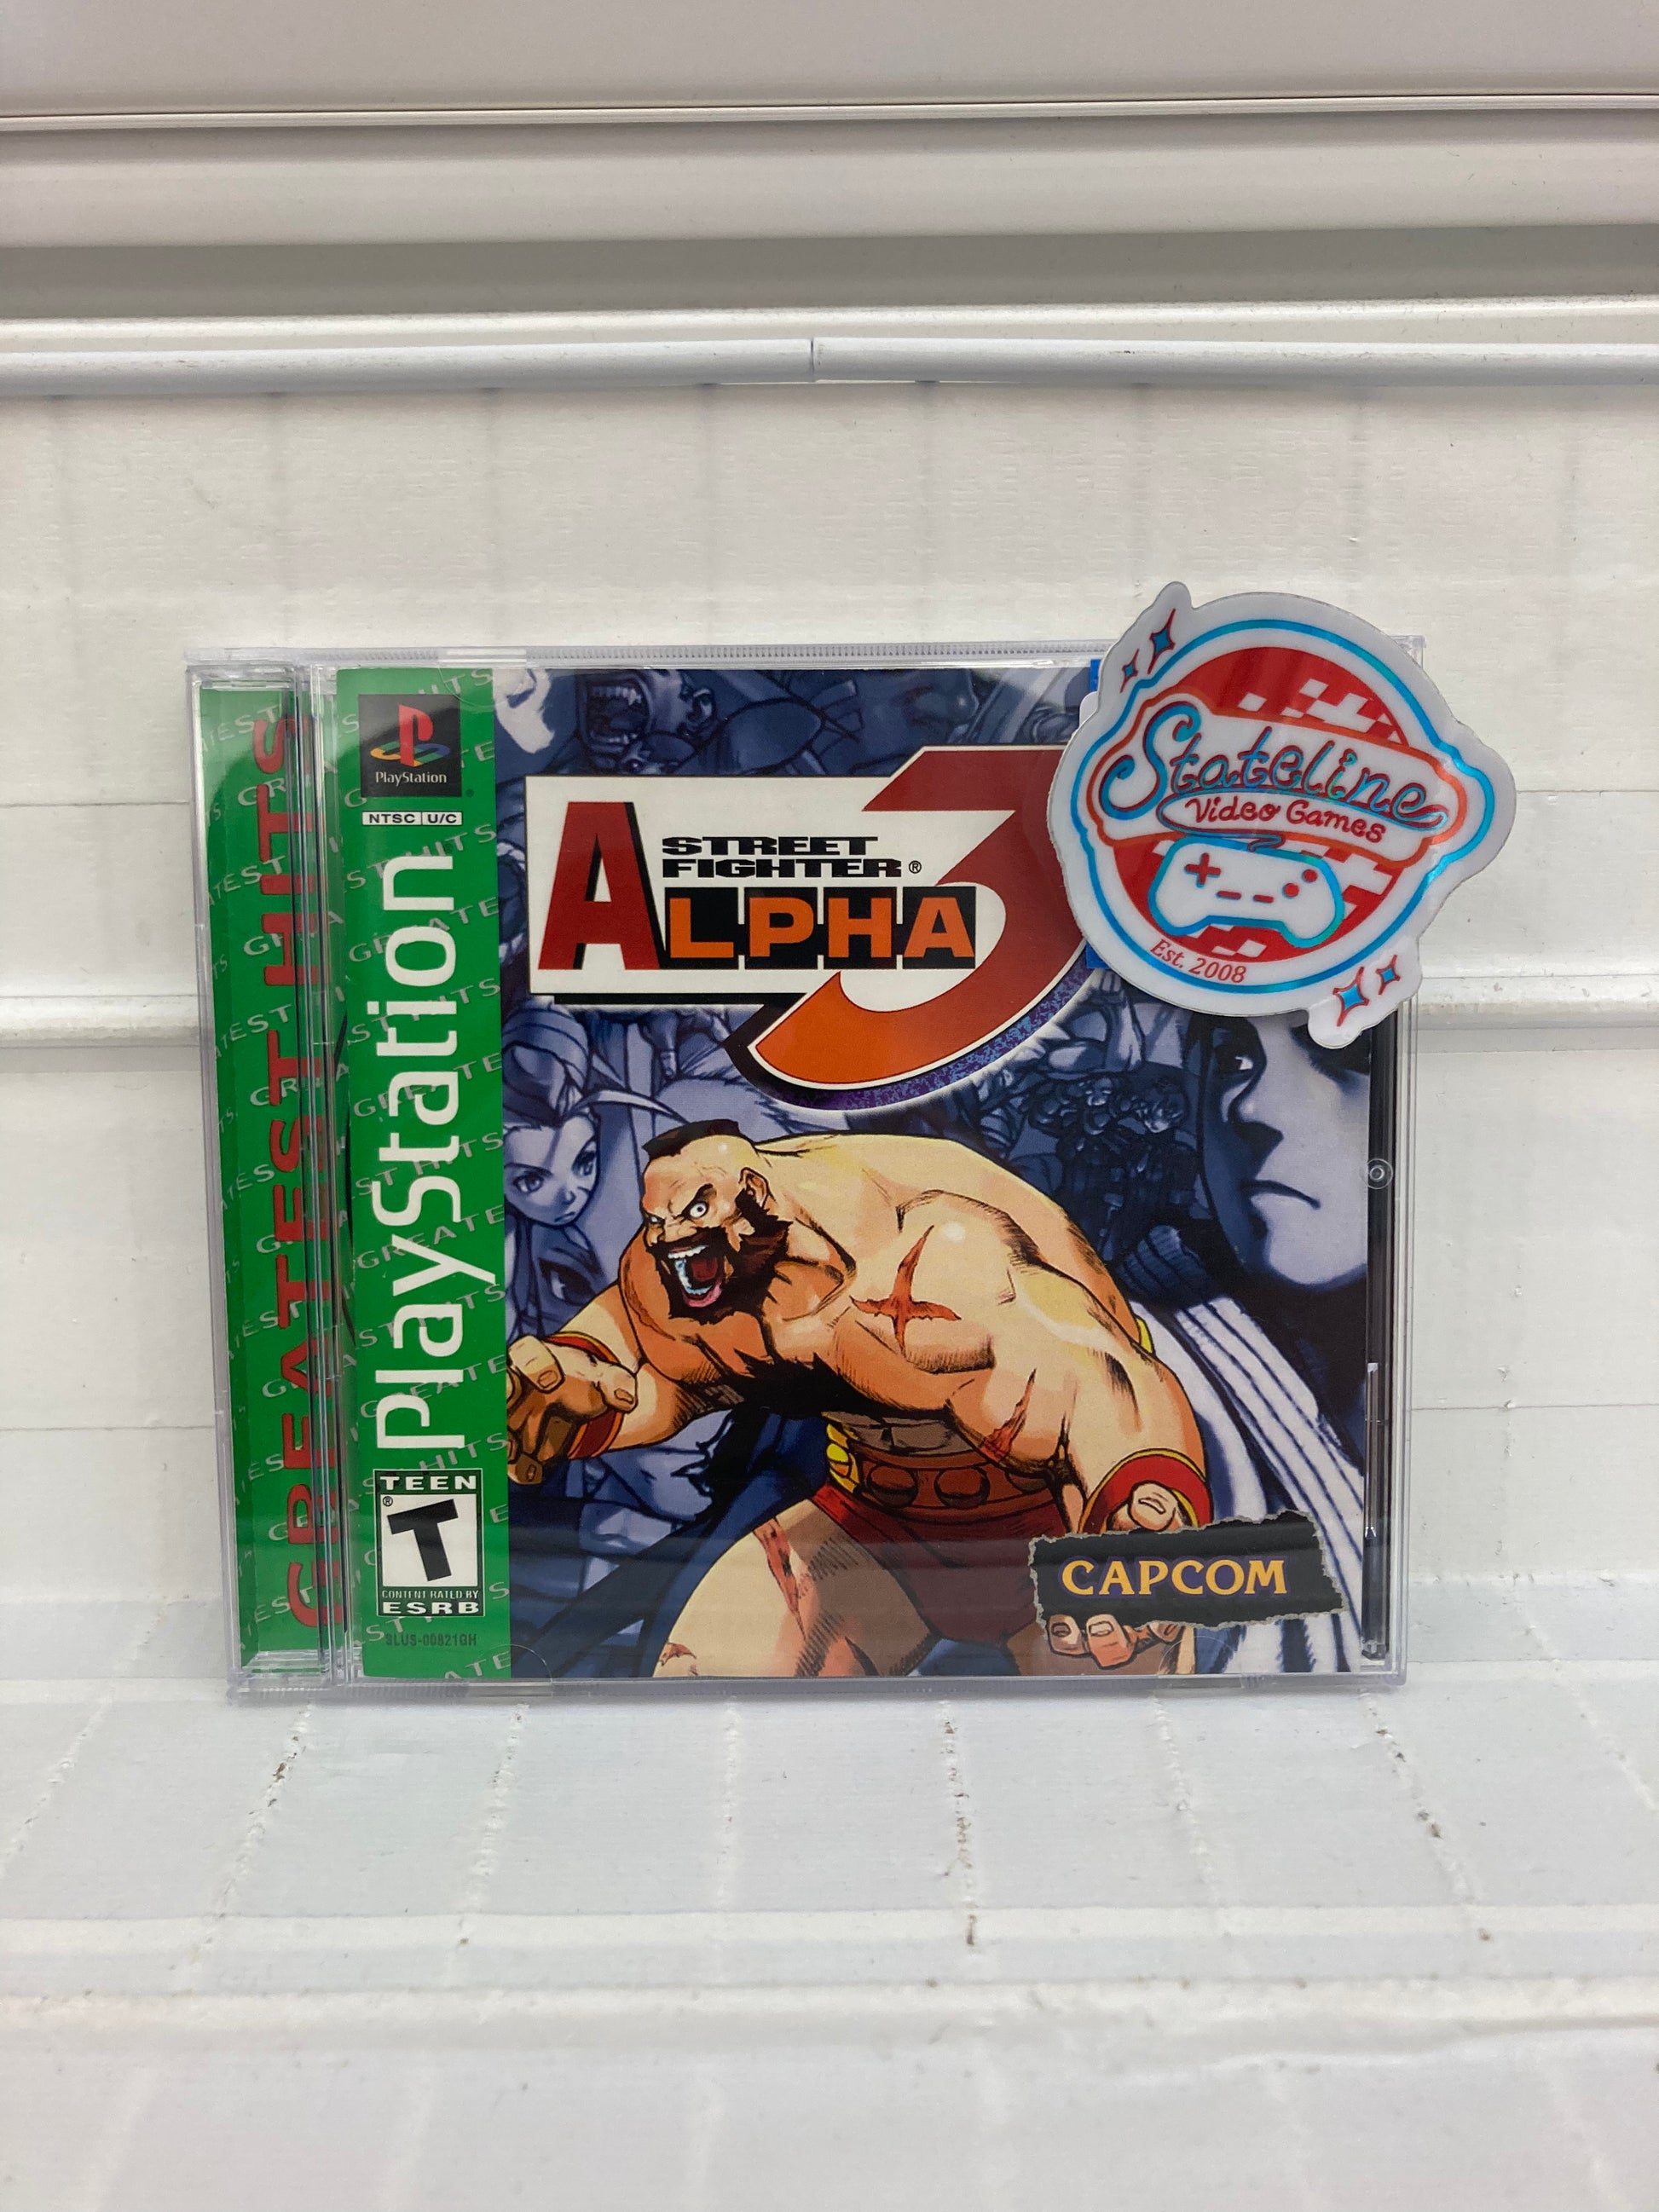 GREATEST HITS
PlayStation
NTSC U/C
PlayStation
TEEN
T
®
CONTENT RATED BY
ESRB
SLUS-00821GH
STREET
FIGHTER®
ALPHA 3
CAPCOM
Stateline
Video Games
Est. 2008